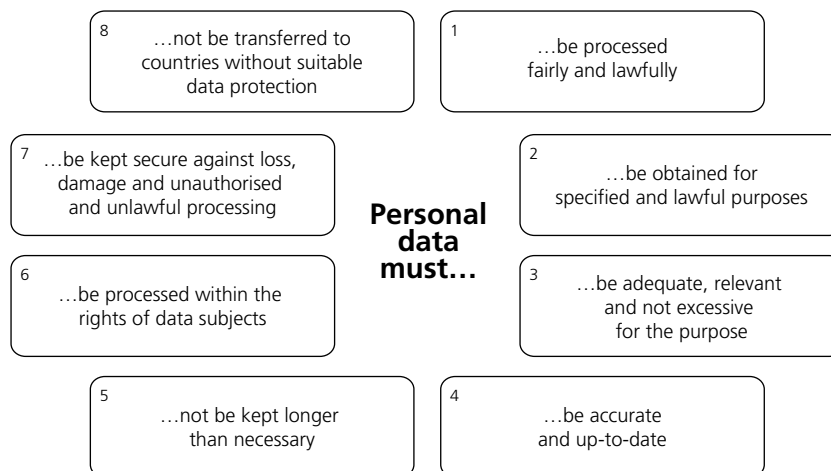 8
…not be transferred to
countries without suitable
data protection
1
…be processed
fairly and lawfully
7
…be kept secure against loss,
damage and unauthorised
and unlawful processing
2
…be obtained for
specified and lawful purposes
Personal
data
must…
6
…be processed within the
rights of data subjects
3
…be adequate, relevant
and not excessive
for the purpose
5
…not be kept longer
than necessary
4
…be accurate
and up-to-date